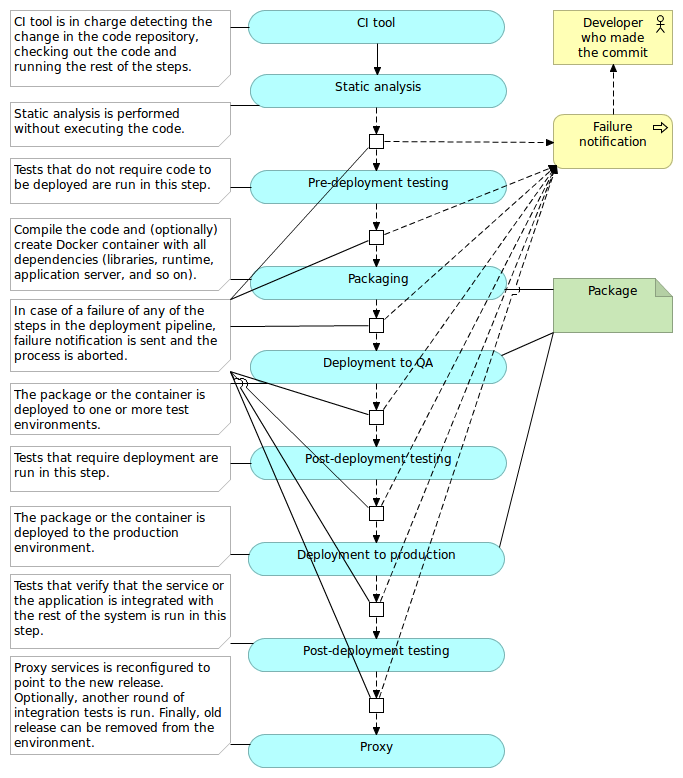 CI tool is in charge detecting the
change in the code repository,
checking out the code and
running the rest of the steps.
CI tool
Developer
who made
the commit
Static analysis
Static analysis is performed
without executing the code.
Failure
notification
Tests that do not require code to
be deployed are run in this step.
Pre-deployment testing
Compile the code and (optionally)
create Docker container with all
dependencies (libraries, runtime,
application server, and so on).
Packaging
Package
In case of a failure of any of the
steps in the deployment pipeline,
failure notification is sent and the
process is aborted.
Deployment to QA
The package or the container is
deployed to one or more test
environments.
Tests that require deployment are
run in this step.
Post-deployment testing
The package or the container is
deployed to the production
environment.
Deployment to production
Tests that verify that the service or
the application is integrated with
the rest of the system is run in this
step.
Post-deployment testing
Proxy services is reconfigured to
point to the new release.
Optionally, another round of
integration tests is run. Finally, old
release can be removed from the
environment.
Proxy